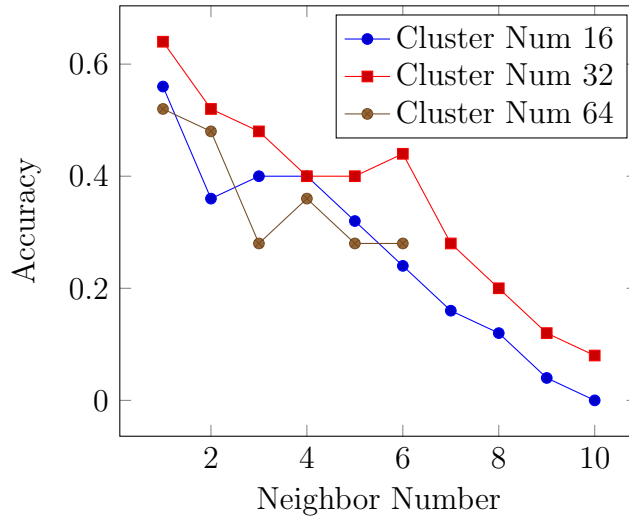 Cluster Num 16
Cluster Num 32
Cluster Num 64
0.6
0.4
0.2
0
Accuracy
2 4 6 8 10
Neighbor Number